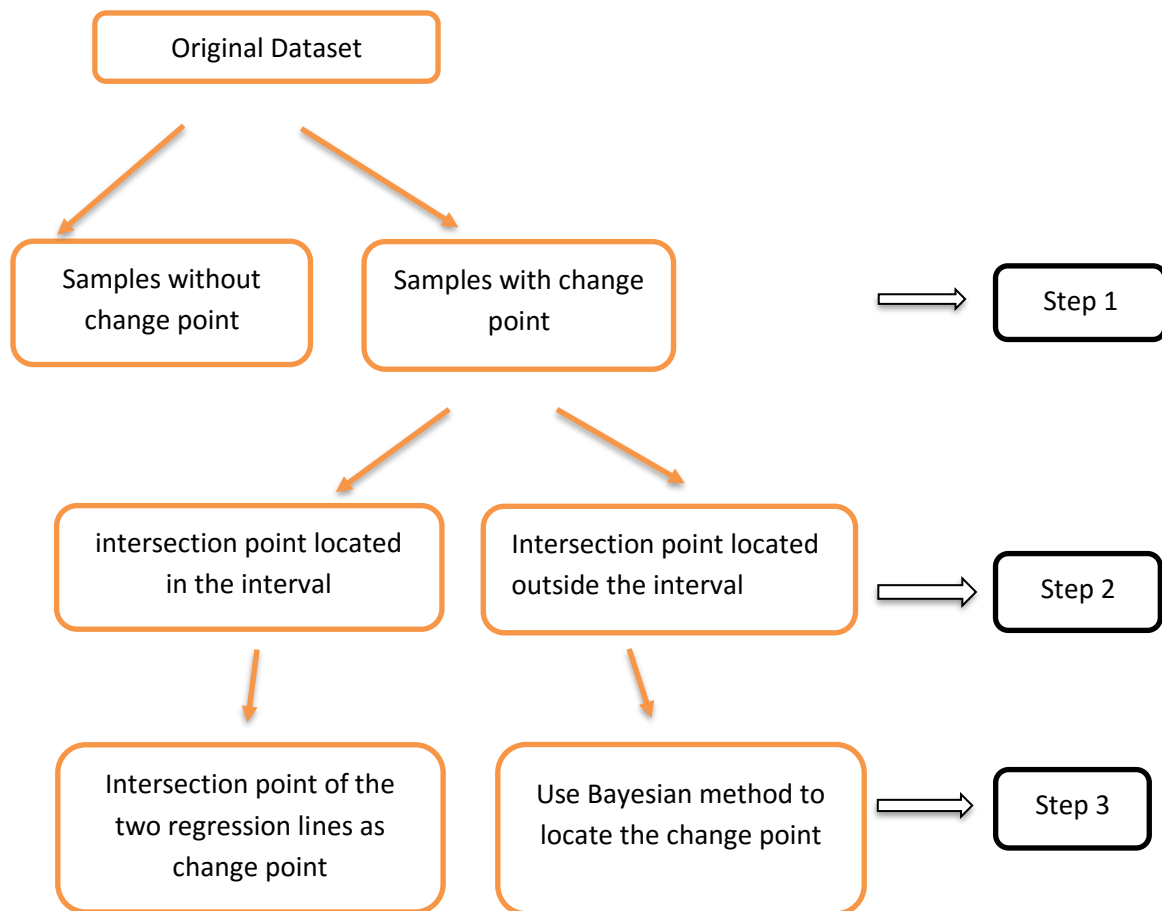 Original Dataset
Samples without
change point
Samples with change
point
Step 1
intersection point located
in the interval
Intersection point located
outside the interval
Step 2
Intersection point of the
two regression lines as
change point
Use Bayesian method to
locate the change point
Step 3